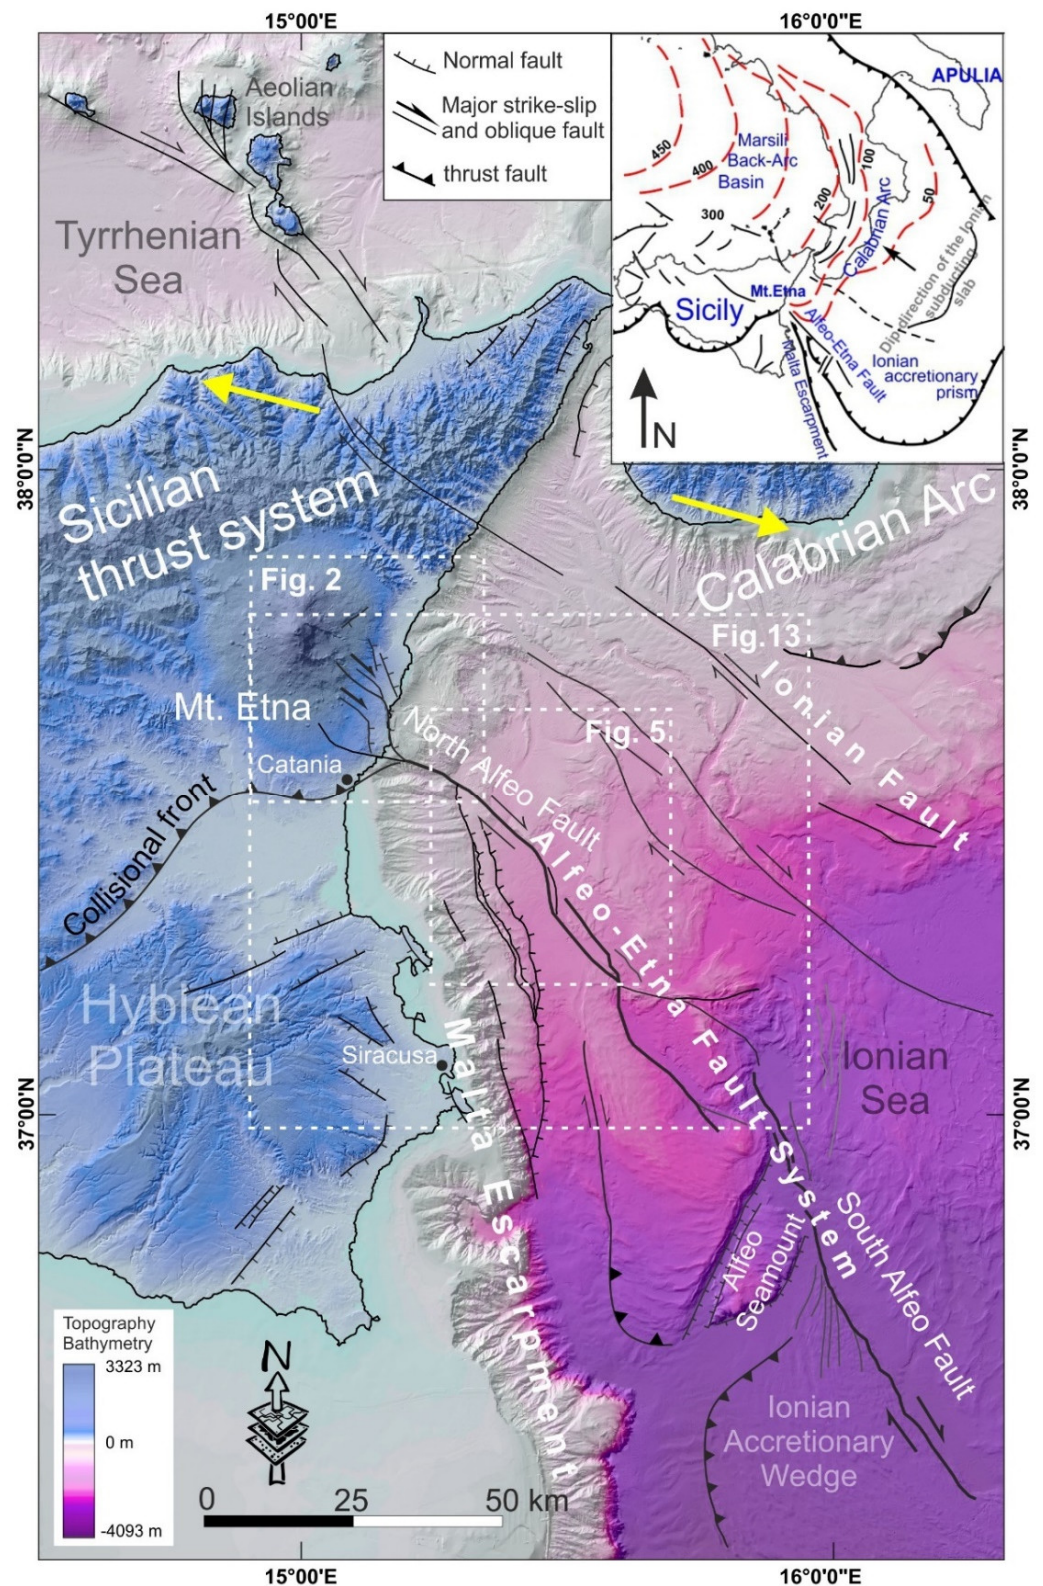 15°00'0"E
16°0'0"E
Normal fault
Major strike-slip
and oblique fault
thrust fault
APULIA
Marsili
Back-Arc
Basin
450
400
300
200
100
50
Calabrian Arc
Dip direction of the Ionian
subducting
slab
Mt.Etna
Sicily
Alfeo-Etna Fault
Malta Escarpment
Ionian
accretionary
prism
N
Aeolian
Islands
Tyrrhenian
Sea
38°0'0"N
38°0'0"N
Sicilian
thrust system
Calabrian Arc
Fig. 2
Fig.13
Ionian Fault
Mt. Etna
Fig. 5
North Alfeo Fault
Catania
Collisional front
Alfeo-Etna Fault System
Hyblean
Plateau
Siracusa
Malta Escarpment
Ionian
Sea
37°00'N
37°00'N
Alfeo
Seamount
South Alfeo Fault
Topography
Bathymetry
3323 m
0 m
-4093 m
N
Ionian
Accretionary
Wedge
0 25 50 km
15°00'0"E
16°0'0"E